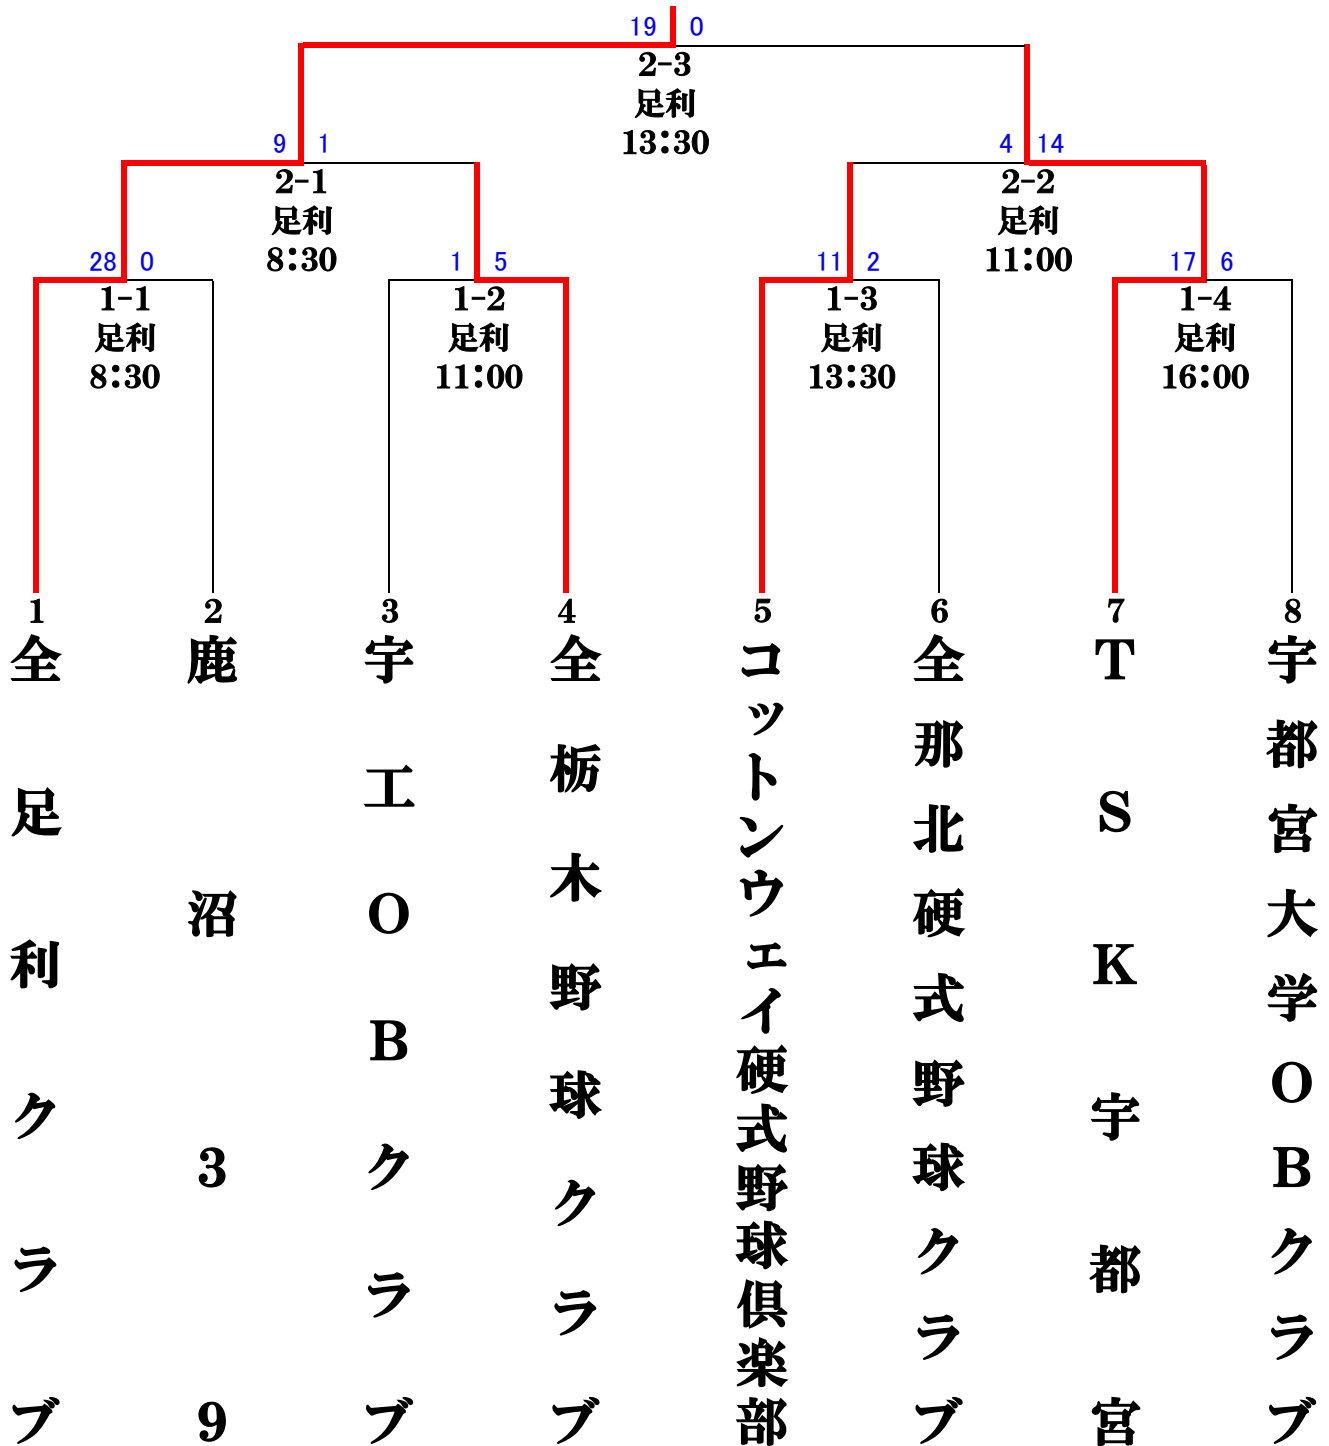 19 0
2-3
足利
13:30
9 1
2-1
足利
8:30
4 14
2-2
足利
11:00
28 0
1-1
足利
8:30
1 5
1-2
足利
11:00
11 2
1-3
足利
13:30
17 6
1-4
足利
16:00
1
全足利クラブ
2
鹿沼39
3
宇工OBクラブ
4
全栃木野球クラブ
5
コットンウェイ硬式野球倶楽部
6
全那北硬式野球クラブ
7
TSK宇都宮
8
宇都宮大学OBクラブ